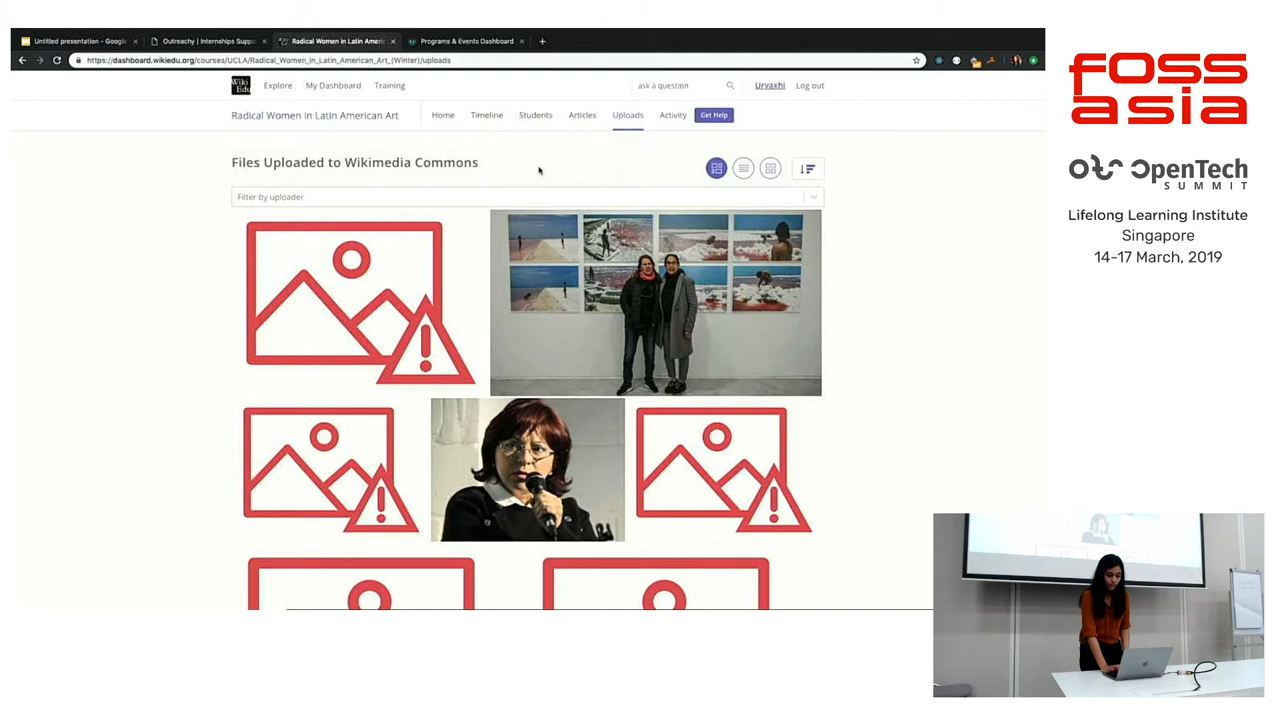 Untitled presentation - Google
Outreachy | Internships Supp
Radical Women in Latin Americ
Programs & Events Dashboard
https://dashboard.wikiedu.org/courses/UCLA/Radical_Women_in_Latin_American_Art_(Winter)/uploads
Wiki
Edu
Explore
My Dashboard
Training
ask a question
Urvaxhi
Log out
Radical Women in Latin American Art
Home
Timeline
Students
Articles
Uploads
Activity
Get Help
Files Uploaded to Wikimedia Commons
Filter by uploader
FOSS
asia
OpenTech
SUMMIT
Lifelong Learning Institute
Singapore
14-17 March, 2019